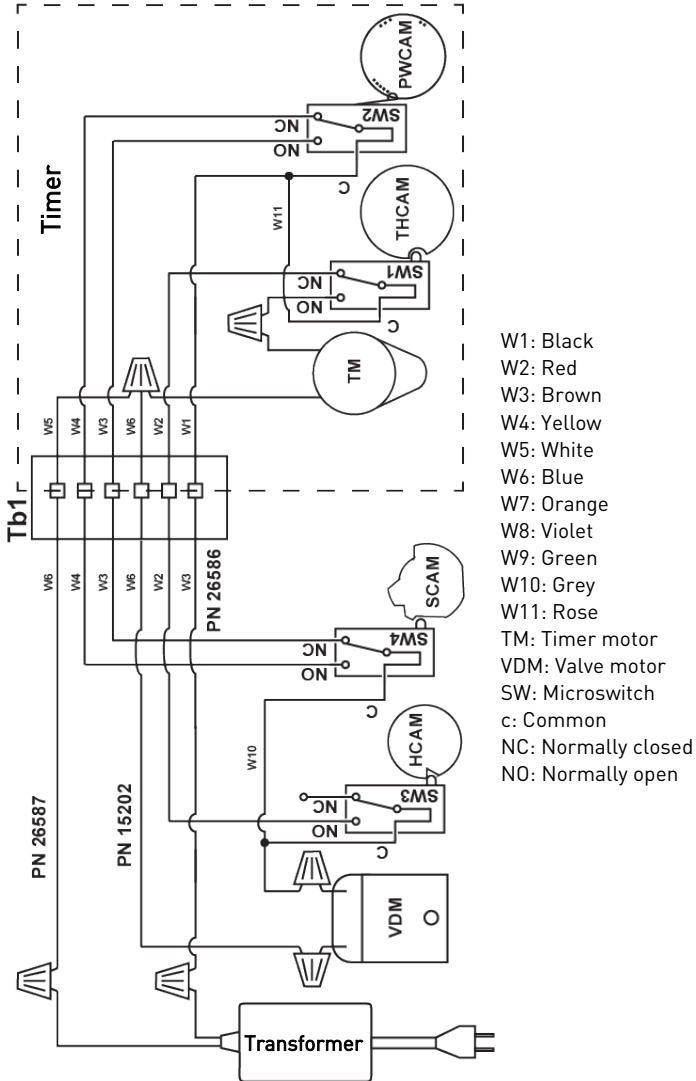 PWCAM
SW2
NC
NO
C
Timer
W11
THCAM
SW1
NC
NO
C
TM
W5
W4
W3
W6
W2
W1
Tb1
W6
W4
W3
W6
W2
W3
PN 26586
SCAM
SW4
NC
NO
C
W10
HCAM
SW3
NC
NO
C
PN 26587
PN 15202
VDM
Transformer
W1: Black
W2: Red
W3: Brown
W4: Yellow
W5: White
W6: Blue
W7: Orange
W8: Violet
W9: Green
W10: Grey
W11: Rose
TM: Timer motor
VDM: Valve motor
SW: Microswitch
c: Common
NC: Normally closed
NO: Normally open